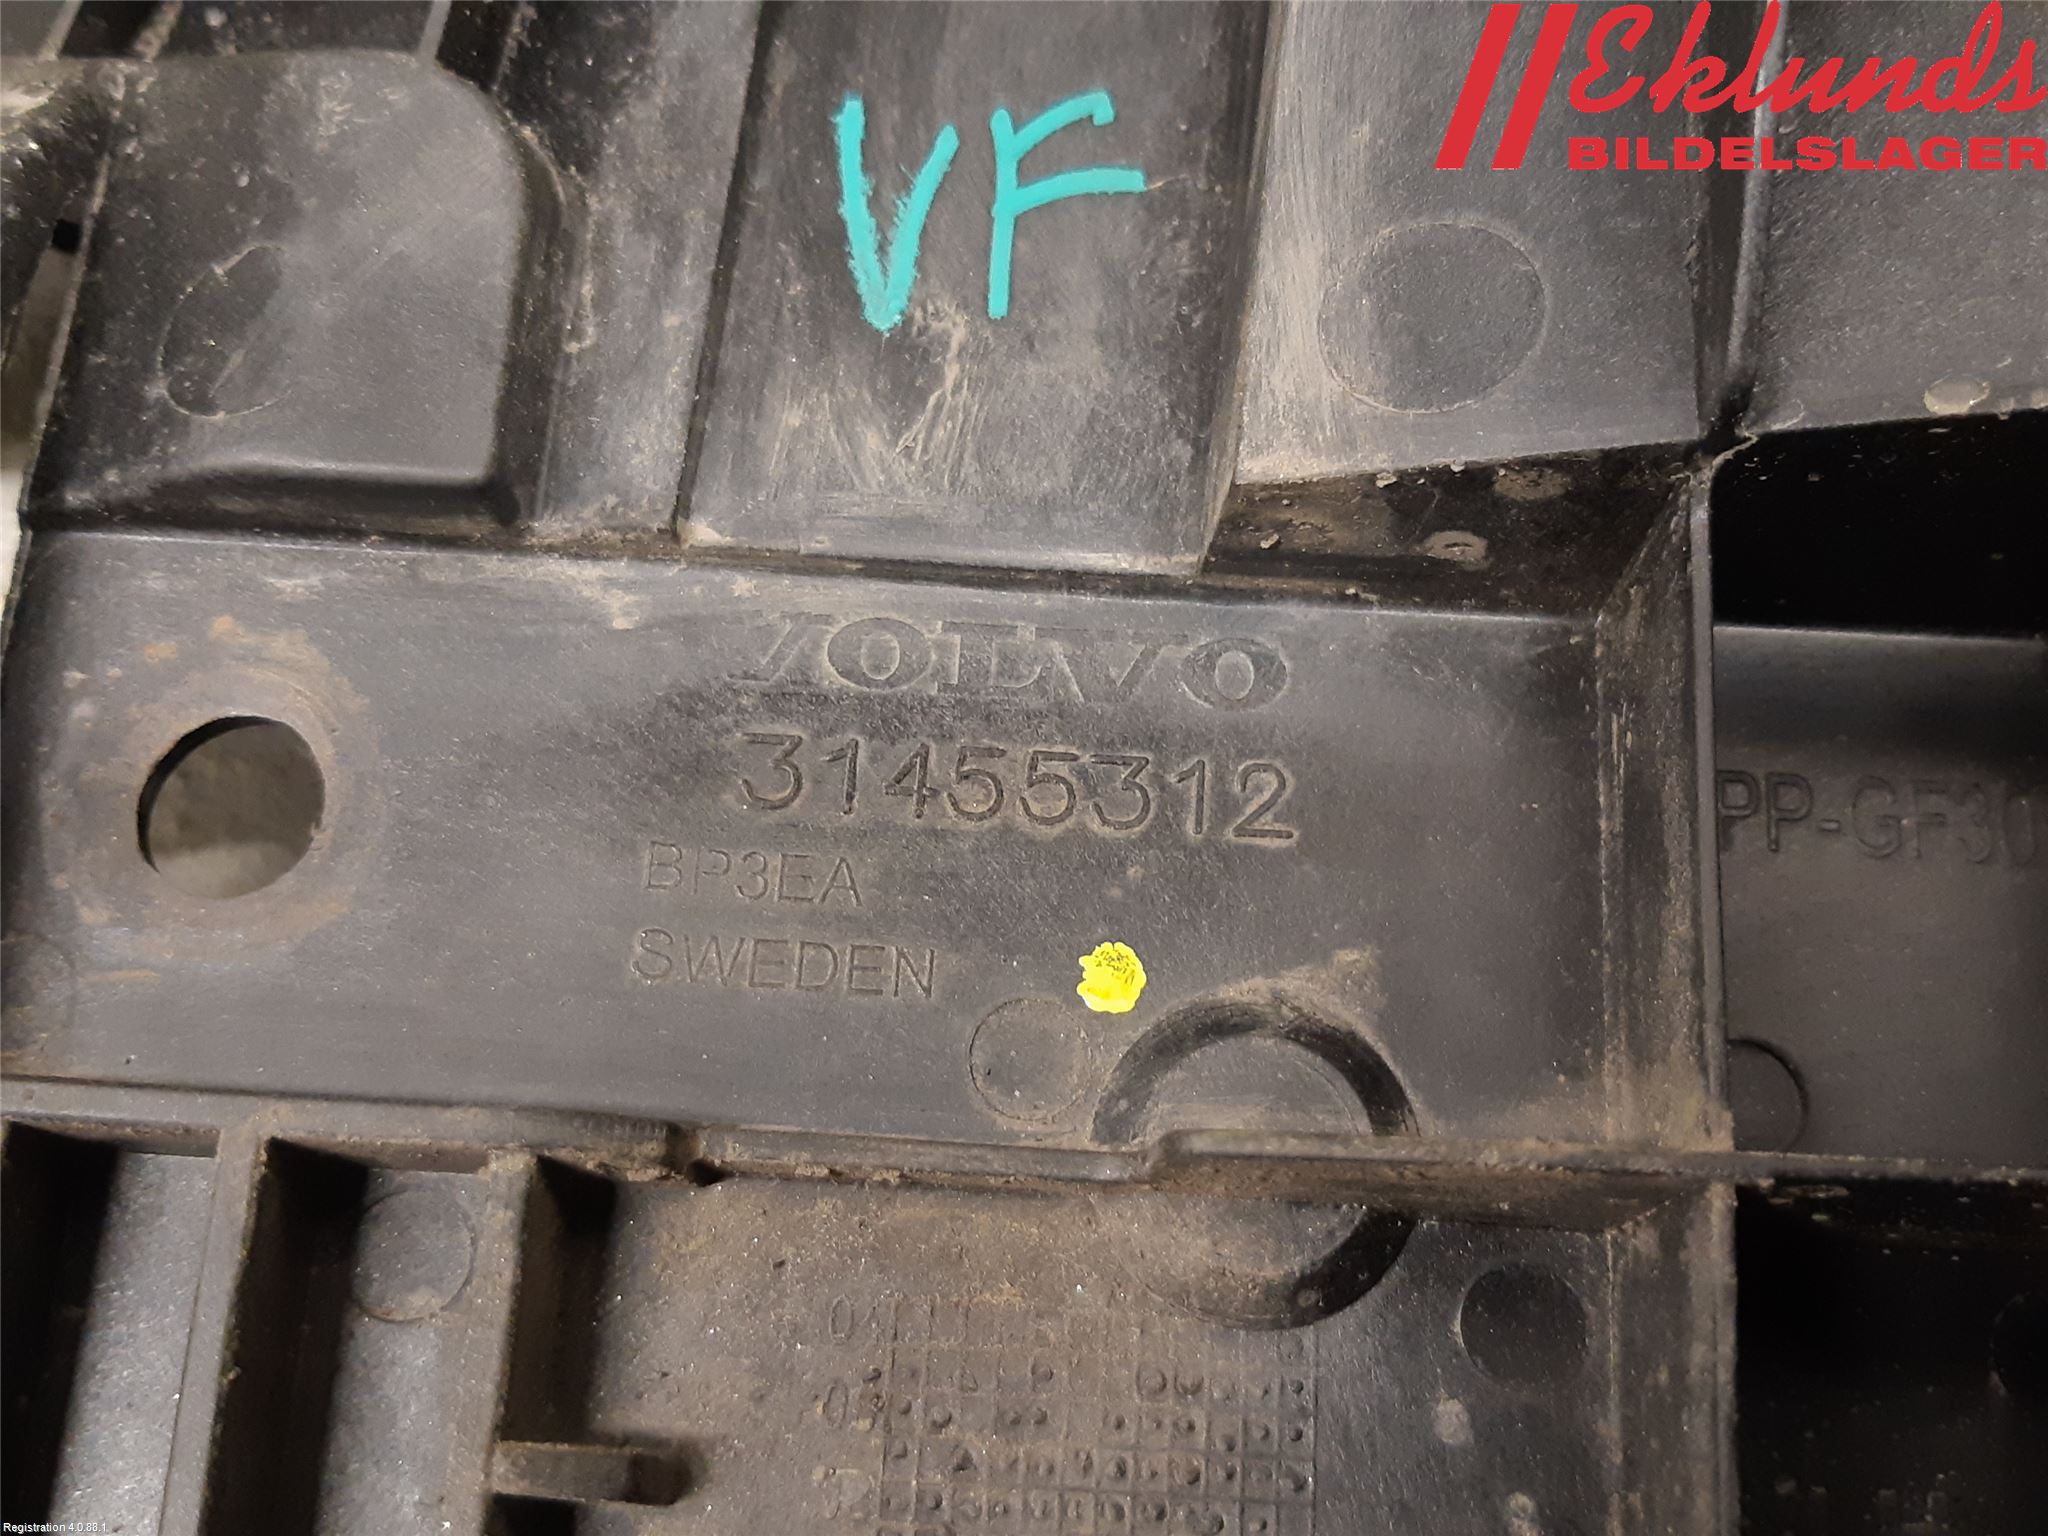 Eklunds
BILDELSLAGER
VF
VOLVO
31455312
PP-GF30
BP3EA
SWEDEN
Registration 4.0.88.1